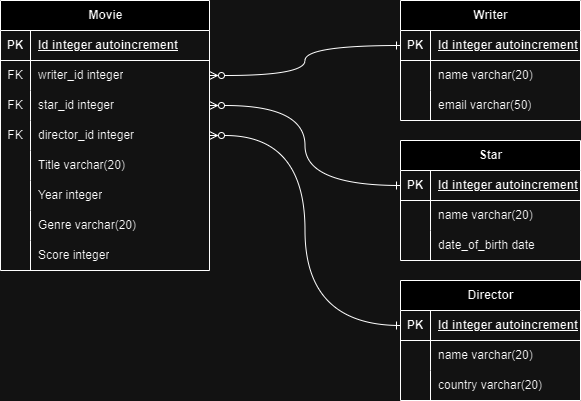 Movie
PK Id integer autoincrement
FK writer_id integer
FK star_id integer
FK director_id integer
Title varchar(20)
Year integer
Genre varchar(20)
Score integer
Writer
PK Id integer autoincrement
name varchar(20)
email varchar(50)
Star
PK Id integer autoincrement
name varchar(20)
date_of_birth date
Director
PK Id integer autoincrement
name varchar(20)
country varchar(20)